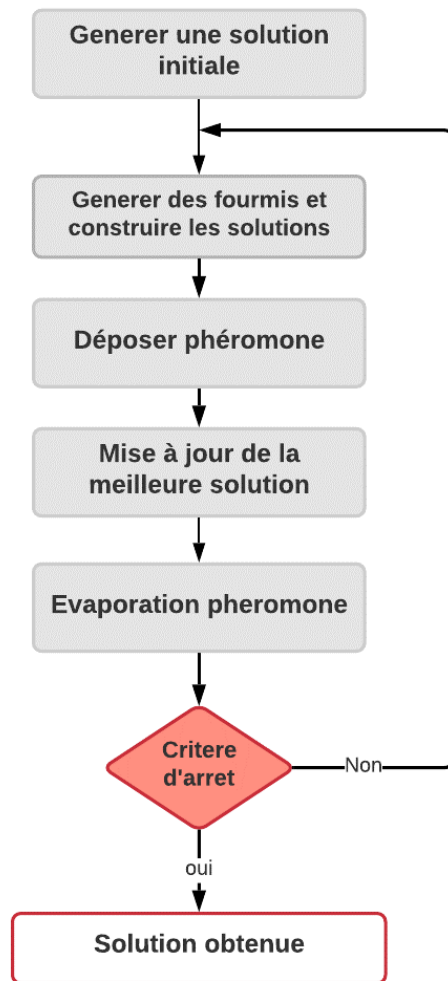 Generer une solution
initiale
Generer des fourmis et
construire les solutions
Déposer phéromone
Mise à jour de la
meilleure solution
Evaporation pheromone
Critere
d'arret
Non
oui
Solution obtenue